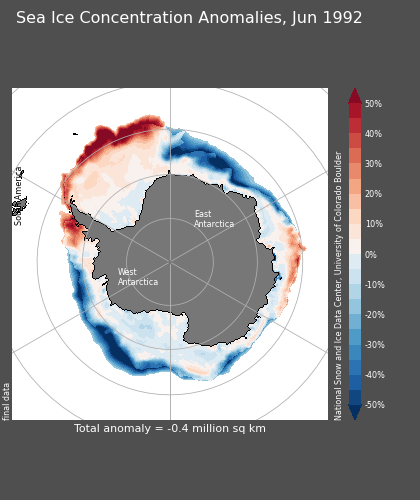 Sea Ice Concentration Anomalies, Jun 1992
South America
East
Antarctica
West
Antarctica
50%
40%
30%
20%
10%
0%
-10%
-20%
-30%
-40%
-50%
National Snow and Ice Data Center, University of Colorado Boulder
final data
Total anomaly = -0.4 million sq km